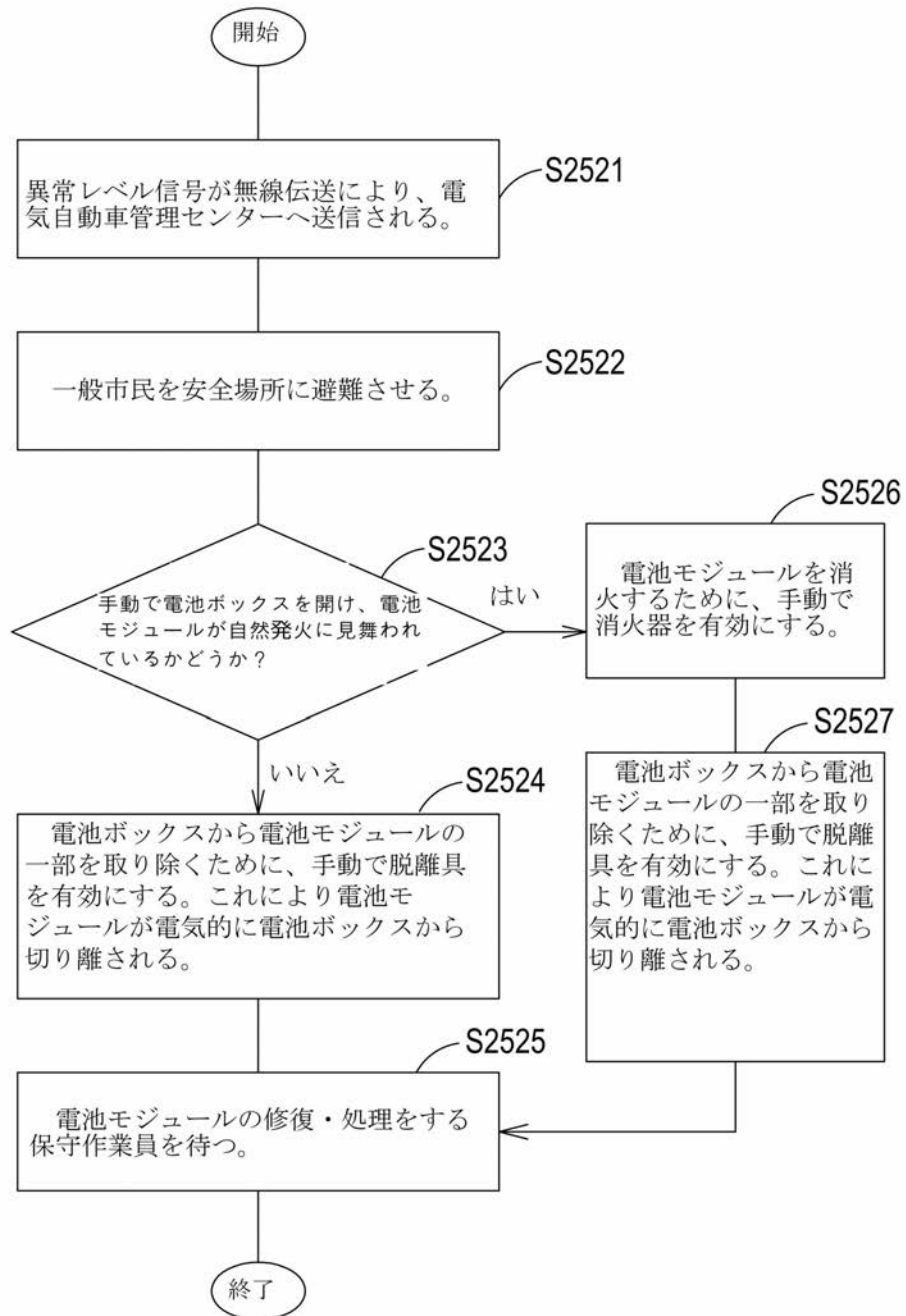 開始
S2521
異常レベル信号が無線伝送により、電
気自動車管理センターへ送信される。
S2522
一般市民を安全場所に避難させる。
S2523
手動で電池ボックスを開け、電池
モジュールが自然発火に見舞われ
ているかどうか？
はい
S2526
電池モジュールを消
火するために、手動で
消火器を有効にする。
いいえ
S2524
電池ボックスから電池モジュールの
一部を取り除くために、手動で脱離具
を有効にする。これにより電池モ
ジュールが電気的に電池ボックスから
切り離される。
S2527
電池ボックスから電池
モジュールの一部を取り
除くために、手動で脱離
具を有効にする。これに
より電池モジュールが電
気的に電池ボックスから
切り離される。
S2525
電池モジュールの修復・処理をする
保守作業員を待つ。
終了